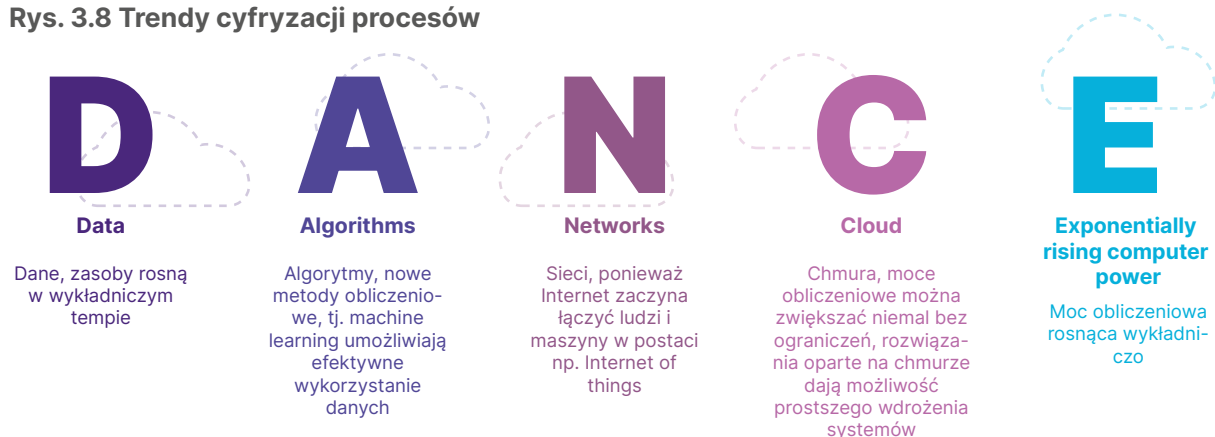 Rys. 3.8 Trendy cyfryzacji procesów
D
Data
Dane, zasoby rosną
w wykładniczym
tempie
A
Algorithms
Algorytmy, nowe
metody obliczenio-
we, tj. machine
learning umożliwiają
efektywne
wykorzystanie
danych
N
Networks
Sieci, ponieważ
Internet zaczyna
łączyć ludzi i
maszyny w postaci
np. Internet of
things
C
Cloud
Chmura, moce
obliczeniowe można
zwiększać niemal bez
ograniczeń, rozwiąza-
nia oparte na chmurze
dają możliwość
prostszego wdrożenia
systemów
E
Exponentially
rising computer
power
Moc obliczeniowa
rosnąca wykładni-
czo